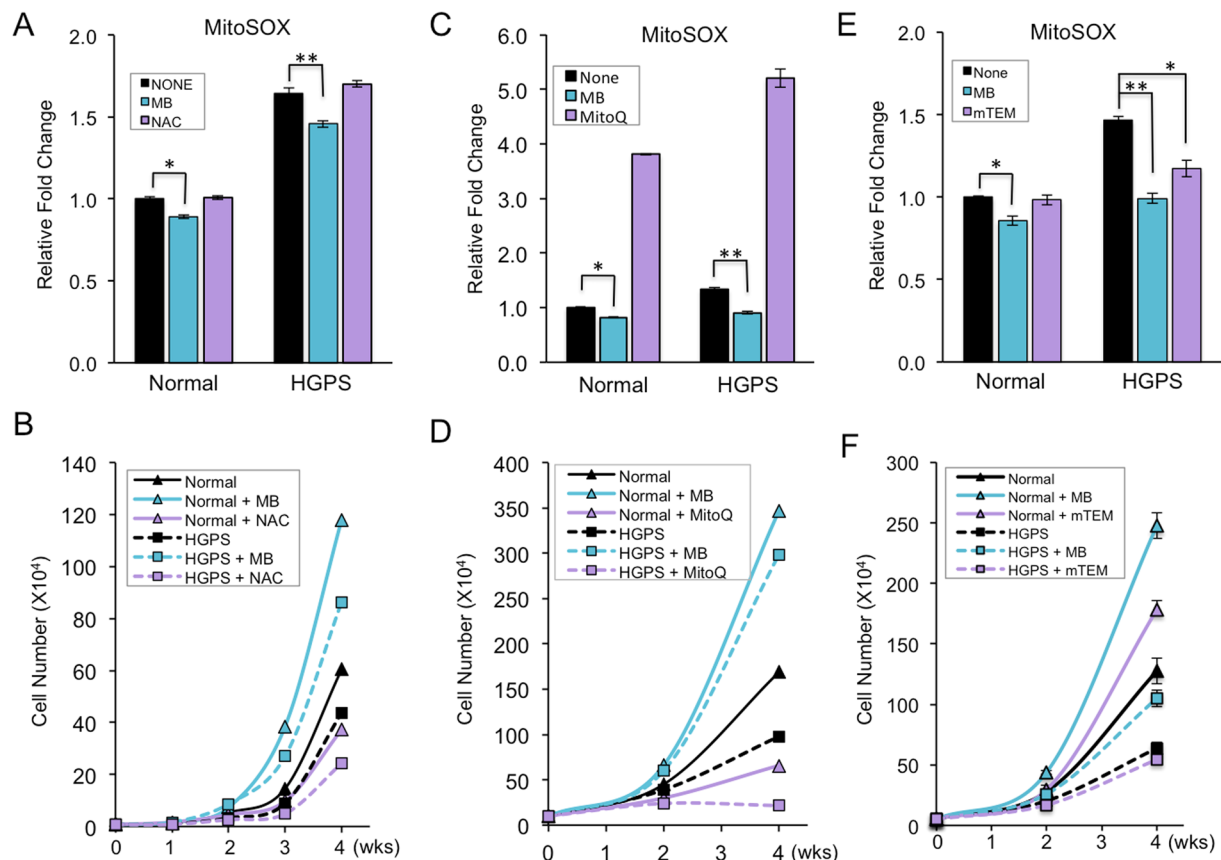 A
MitoSOX
2.0
1.5
1.0
0.5
0.0
Relative Fold Change
NONE
MB
NAC
*
**
Normal
HGPS
C
MitoSOX
6.0
5.0
4.0
3.0
2.0
1.0
0.0
Relative Fold Change
None
MB
MitoQ
*
**
Normal
HGPS
E
MitoSOX
2.0
1.5
1.0
0.5
0.0
Relative Fold Change
None
MB
mTEM
*
*
**
Normal
HGPS
B
140
120
100
80
60
40
20
0
Cell Number (X10⁴)
Normal
Normal + MB
Normal + NAC
HGPS
HGPS + MB
HGPS + NAC
0 1 2 3 4 (wks)
D
400
350
300
250
200
150
100
50
0
Cell Number (X10⁴)
Normal
Normal + MB
Normal + MitoQ
HGPS
HGPS + MB
HGPS + MitoQ
0 1 2 3 4 (wks)
F
300
250
200
150
100
50
0
Cell Number (X10⁴)
Normal
Normal + MB
Normal + mTEM
HGPS
HGPS + MB
HGPS + mTEM
0 1 2 3 4 (wks)